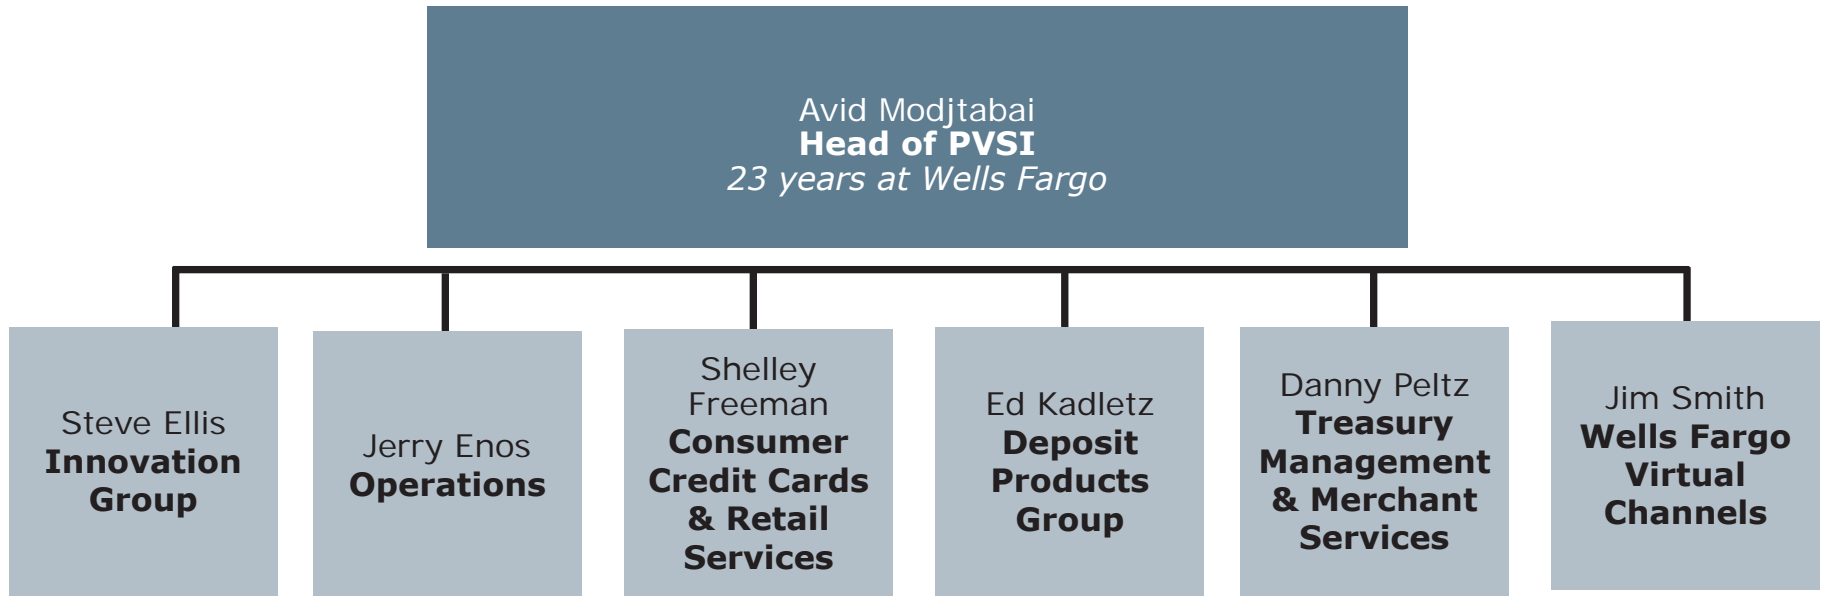 Avid Modjtabai
Head of PVSI
23 years at Wells Fargo
Steve Ellis
Innovation
Group
Jerry Enos
Operations
Shelley
Freeman
Consumer
Credit Cards
& Retail
Services
Ed Kadletz
Deposit
Products
Group
Danny Peltz
Treasury
Management
& Merchant
Services
Jim Smith
Wells Fargo
Virtual
Channels